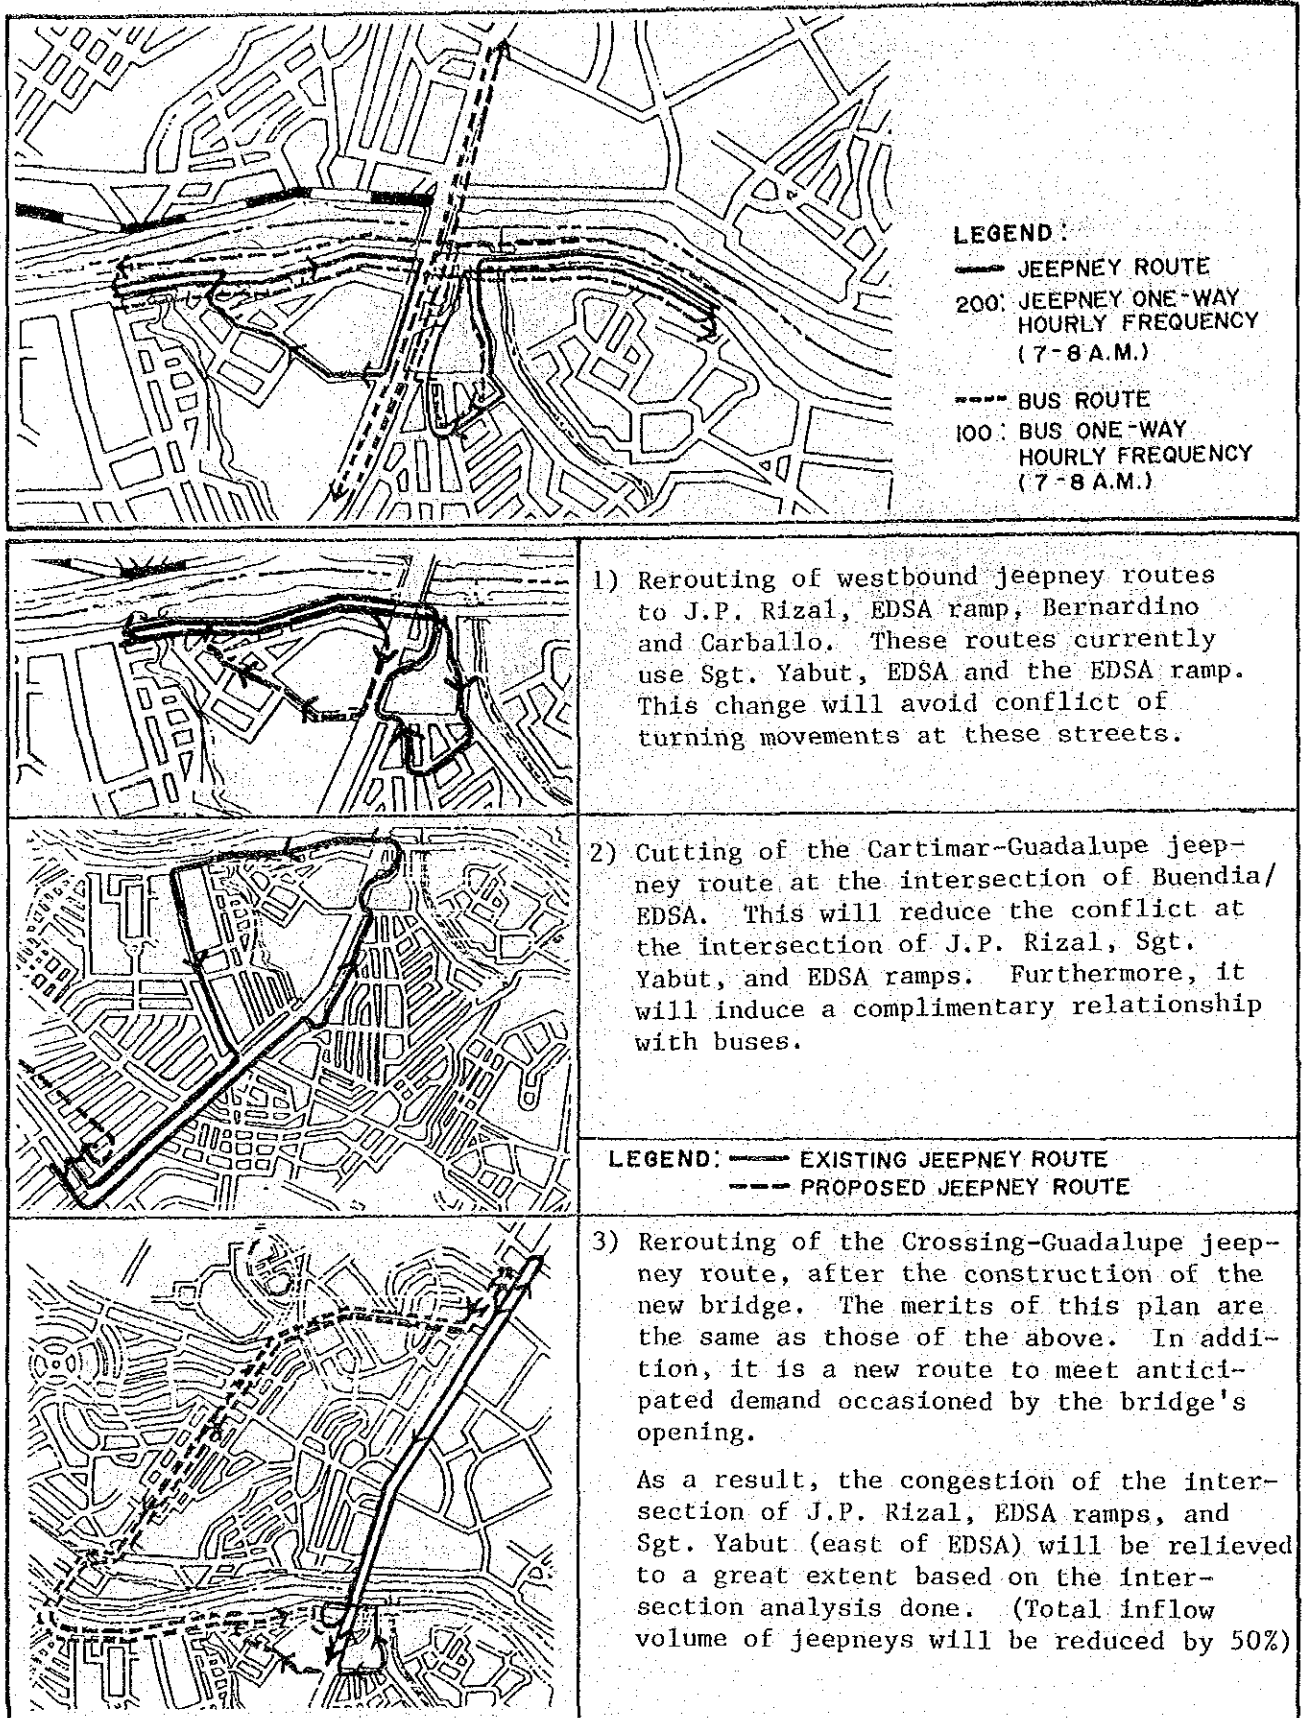 LEGEND:
JEEPNEY ROUTE
200: JEEPNEY ONE-WAY
HOURLY FREQUENCY
(7-8 A.M.)
BUS ROUTE
100: BUS ONE-WAY
HOURLY FREQUENCY
(7-8 A.M.)
1) Rerouting of westbound jeepney routes
to J.P. Rizal, EDSA ramp, Bernardino
and Carballo. These routes currently
use Sgt. Yabut, EDSA and the EDSA ramp.
This change will avoid conflict of
turning movements at these streets.
2) Cutting of the Cartimar-Guadalupe jeep-
ney route at the intersection of Buendia/
EDSA. This will reduce the conflict at
the intersection of J.P. Rizal, Sgt.
Yabut, and EDSA ramps. Furthermore, it
will induce a complimentary relationship
with buses.
LEGEND: EXISTING JEEPNEY ROUTE
PROPOSED JEEPNEY ROUTE
3) Rerouting of the Crossing-Guadalupe jeep-
ney route, after the construction of the
new bridge. The merits of this plan are
the same as those of the above. In addi-
tion, it is a new route to meet antici-
pated demand occasioned by the bridge's
opening.
As a result, the congestion of the inter-
section of J.P. Rizal, EDSA ramps, and
Sgt. Yabut (east of EDSA) will be relieved
to a great extent based on the inter-
section analysis done. (Total inflow
volume of jeepneys will be reduced by 50%)